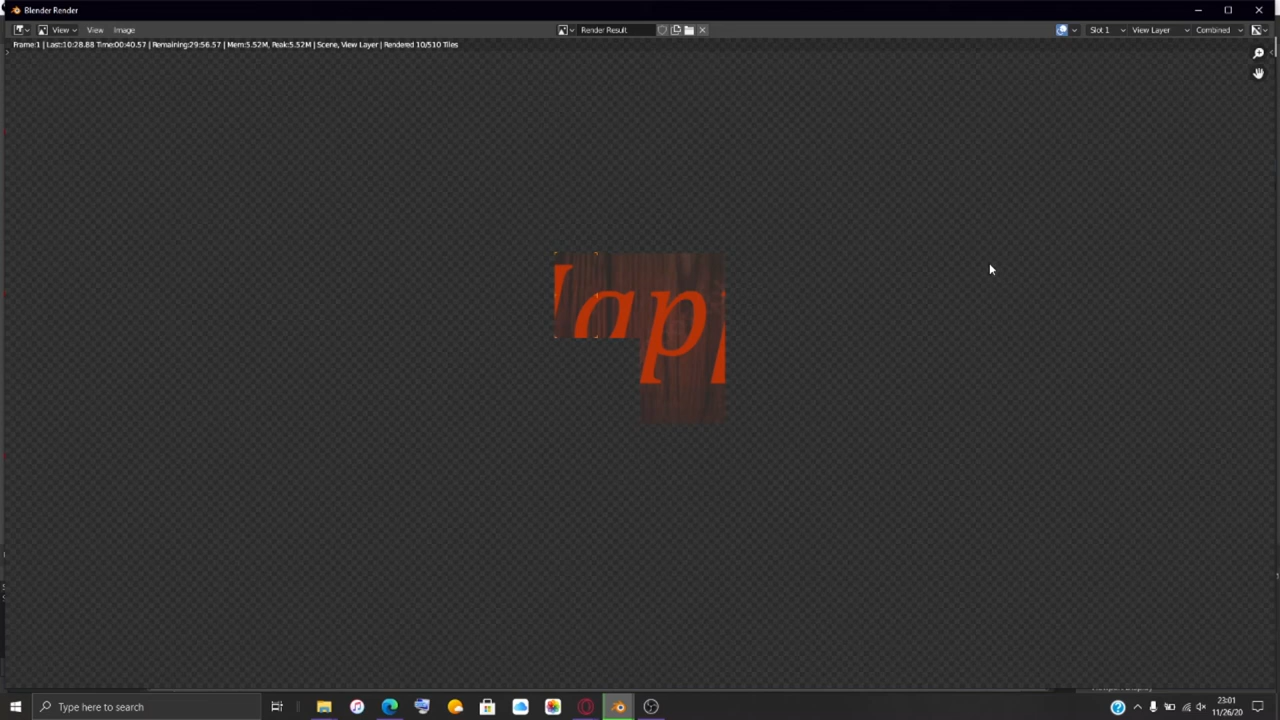 Blender Render
View View Image Render Result Slot 1 View Layer Combined
Frame:1 | Last:10:28.88 Time:00:40.57 | Remaining:29:56.57 | Mem:5.52M, Peak:5.52M | Scene, View Layer | Rendered 10/510 Tiles
ap
Type here to search
23:01
11/26/20